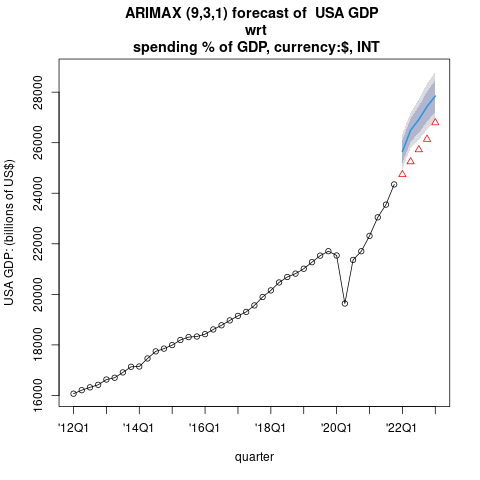 ARIMAX (9,3,1) forecast of  USA GDP
wrt
spending % of GDP, currency:$, INT
USA GDP: (billions of US$)
28000
26000
24000
22000
20000
18000
16000
'12Q1 '14Q1 '16Q1 '18Q1 '20Q1 '22Q1
quarter